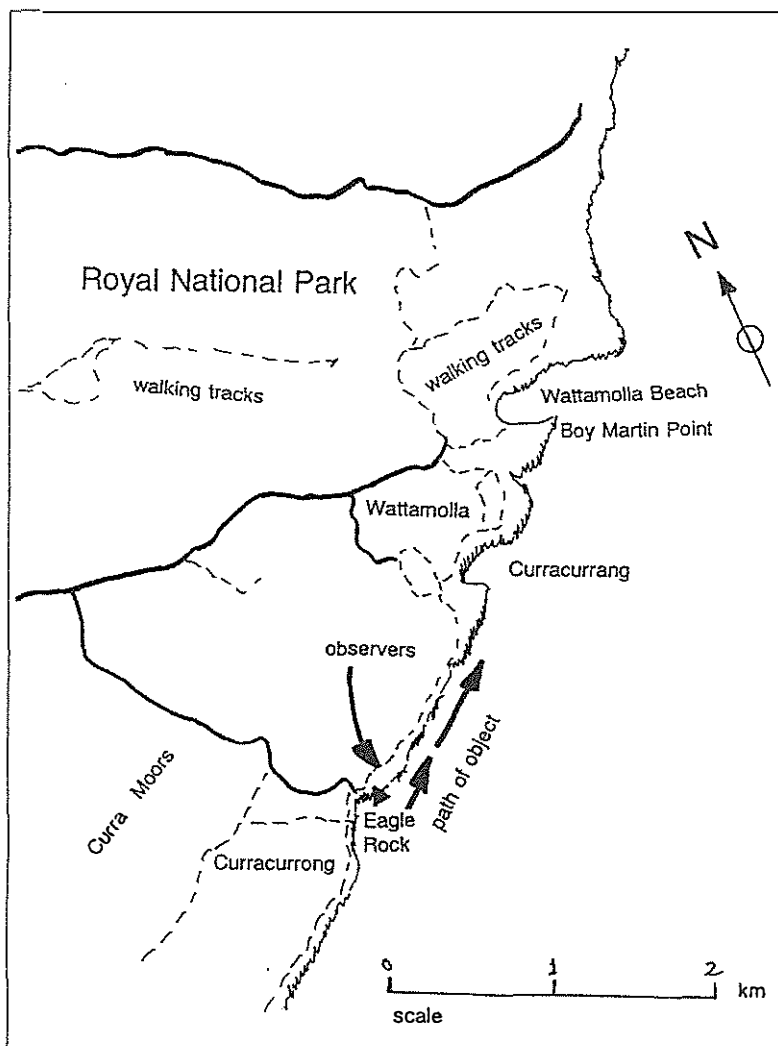 N
Royal National Park
walking tracks
walking tracks
Wattamolla Beach
Boy Martin Point
Wattamolla
Curracurrang
observers
path of object
Curra Moors
Eagle
Rock
Curracurrong
0 1 2
km
scale